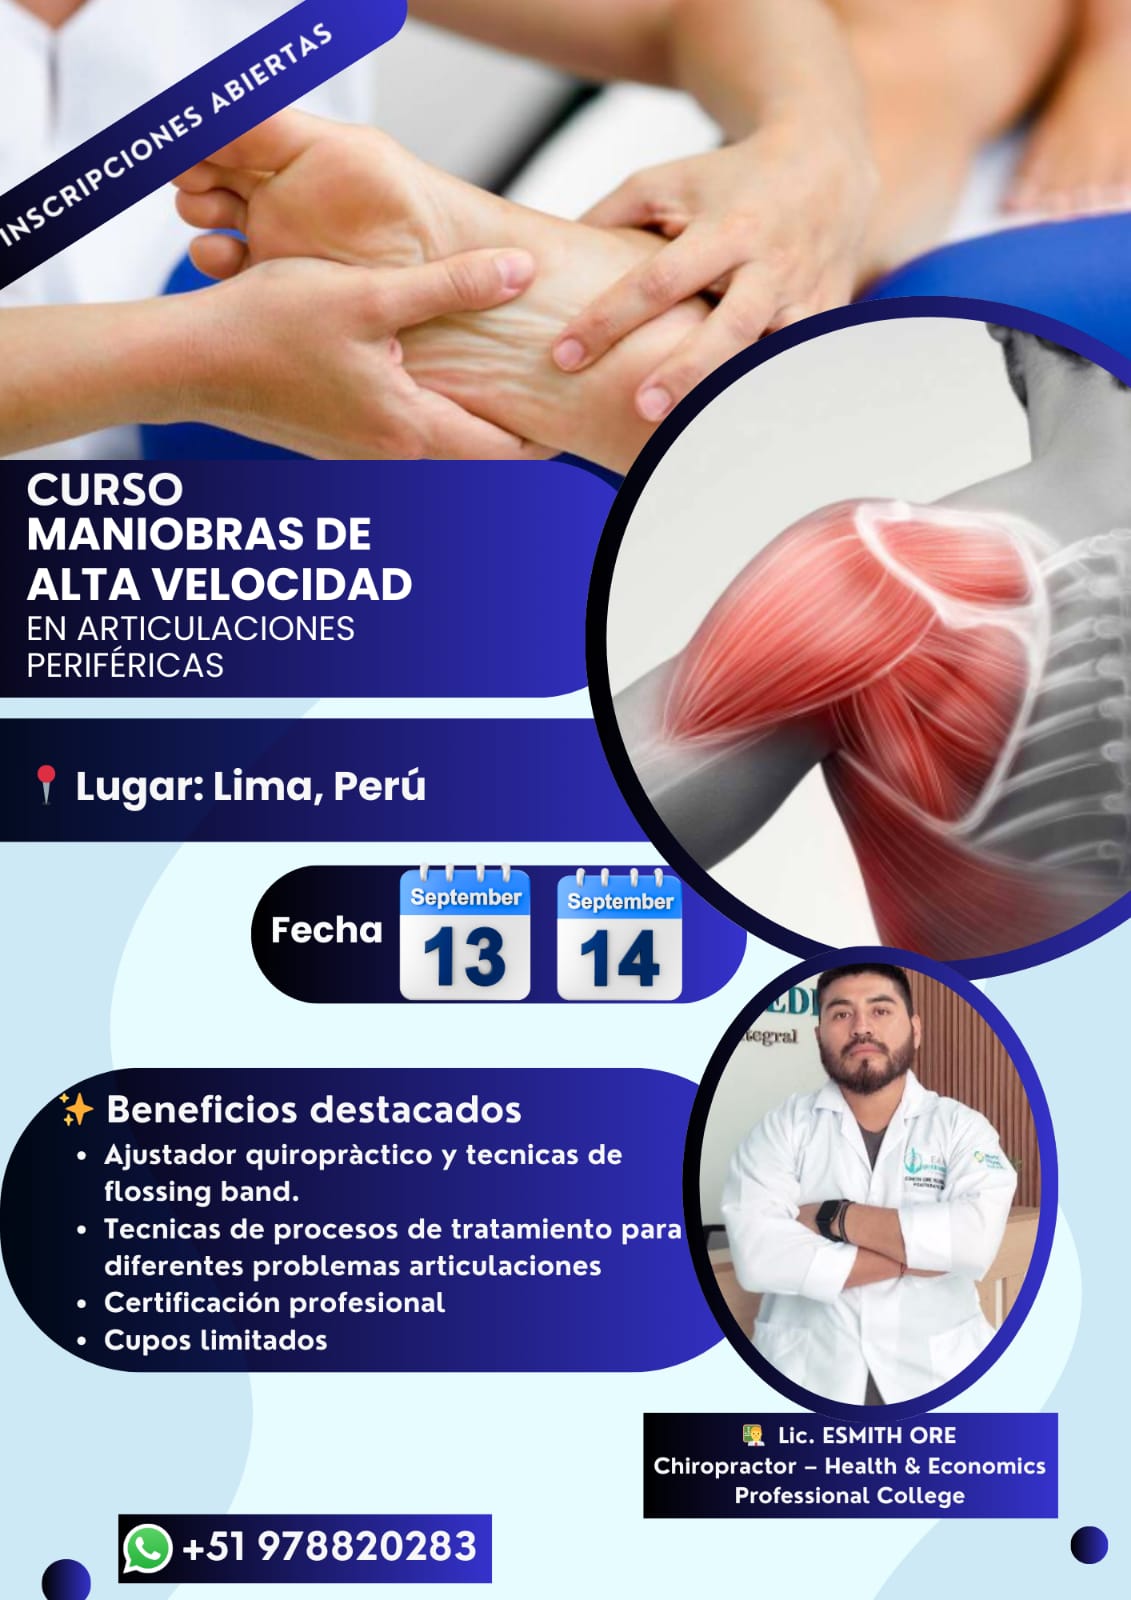 INSCRIPCIONES ABIERTAS
CURSO
MANIOBRAS DE
ALTA VELOCIDAD
EN ARTICULACIONES
PERIFÉRICAS
📍 Lugar: Lima, Perú
Fecha
September
13
September
14
✨ Beneficios destacados
• Ajustador quiropràctico y tecnicas de
flossing band.
• Tecnicas de procesos de tratamiento para
diferentes problemas articulaciones
• Certificación profesional
• Cupos limitados
tegral
Lic. ESMITH ORE
Chiropractor – Health & Economics
Professional College
+51 978820283